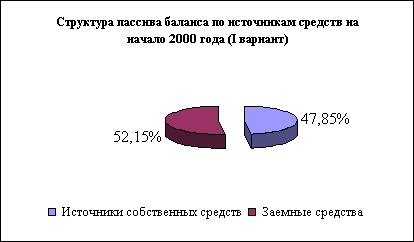 Структура пассива баланса по источникам средств на
начало 2000 года (I вариант)
47,85%
52,15%
Источники собственных средств Заемные средства